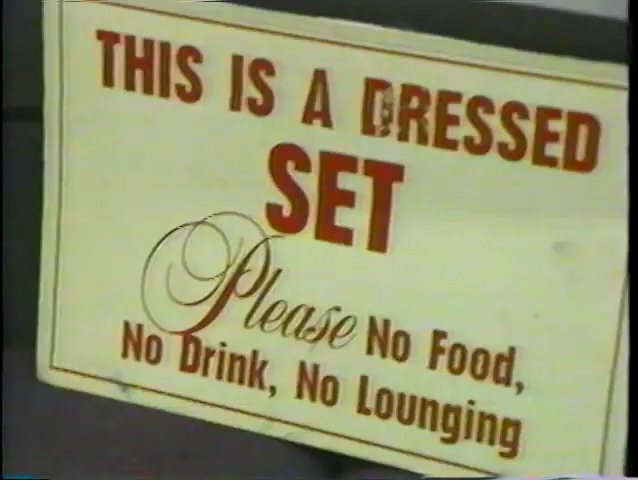 THIS IS A DRESSED
SET
Please No Food,
No Drink, No Lounging